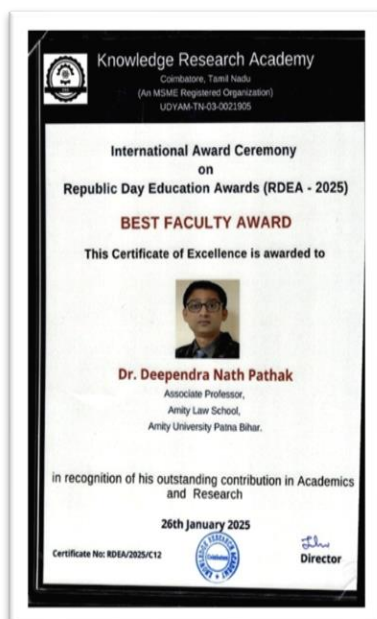 Knowledge Research Academy
Coimbatore, Tamil Nadu
(An MSME Registered Organization)
UDYAM-TN-03-0021905
International Award Ceremony
on
Republic Day Education Awards (RDEA - 2025)
BEST FACULTY AWARD
This Certificate of Excellence is awarded to
Dr. Deependra Nath Pathak
Associate Professor,
Amity Law School,
Amity University Patna Bihar.
in recognition of his outstanding contribution in Academics
and Research
26th January 2025
Certificate No: RDEA/2025/C12
KNOWLEDGE RESEARCH ACADEMY
Director